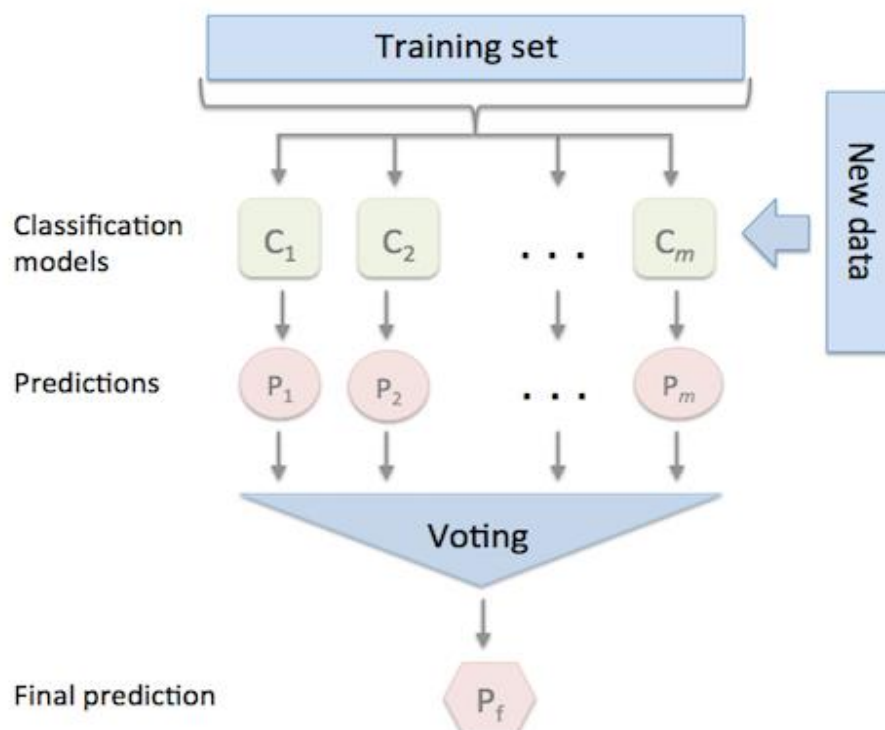 Training set
New data
Classification
models
C1
C2
. . .
Cm
Predictions
P1
P2
. . .
Pm
Voting
Final prediction
Pf